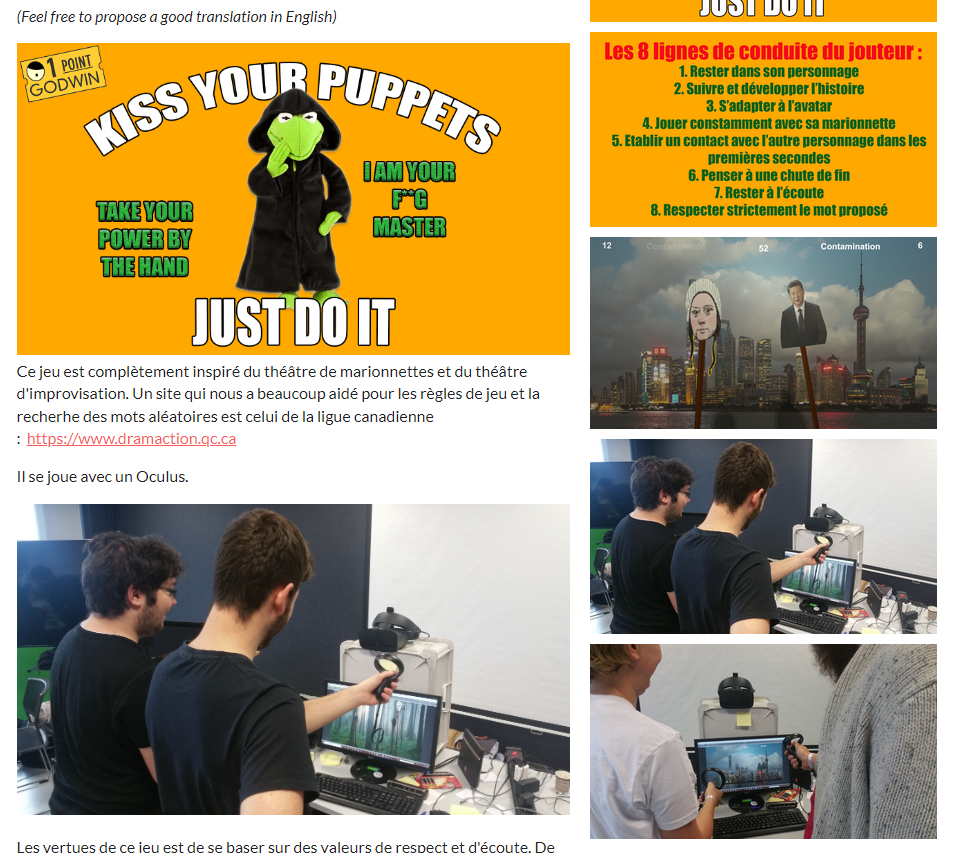 (Feel free to propose a good translation in English)
1 POINT
GODWIN
KISS YOUR PUPPETS
I AM YOUR
F**G
MASTER
TAKE YOUR
POWER BY
THE HAND
JUST DO IT
Ce jeu est complètement inspiré du théâtre de marionnettes et du théâtre
d'improvisation. Un site qui nous a beaucoup aidé pour les règles de jeu et la
recherhe des mots aléatoires est celui de la ligue canadienne
: https://www.dramaction.qc.ca
Il se joue avec un Oculus.
Les vertues de ce jeu est de se baser sur des valeurs de respect et d'écoute. De
JUST DO IT
Les 8 lignes de conduite du jouteur :
1. Rester dans son personnage
2. Suivre et développer l'histoire
3. S'adapter à l'avatar
4. Jouer constamment avec sa marionnette
5. Etablir un contact avec l'autre personnage dans les
premières secondes
6. Penser à une chute de fin
7. Rester à l'écoute
8. Respecter strictement le mot proposé
12 Contamination 52 Contamination 6